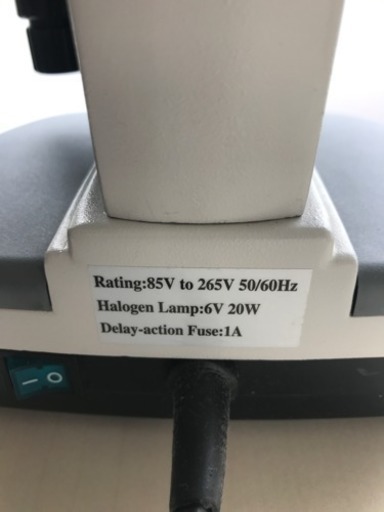 Rating:85V to 265V 50/60Hz
Halogen Lamp:6V 20W
Delay-action Fuse:1A